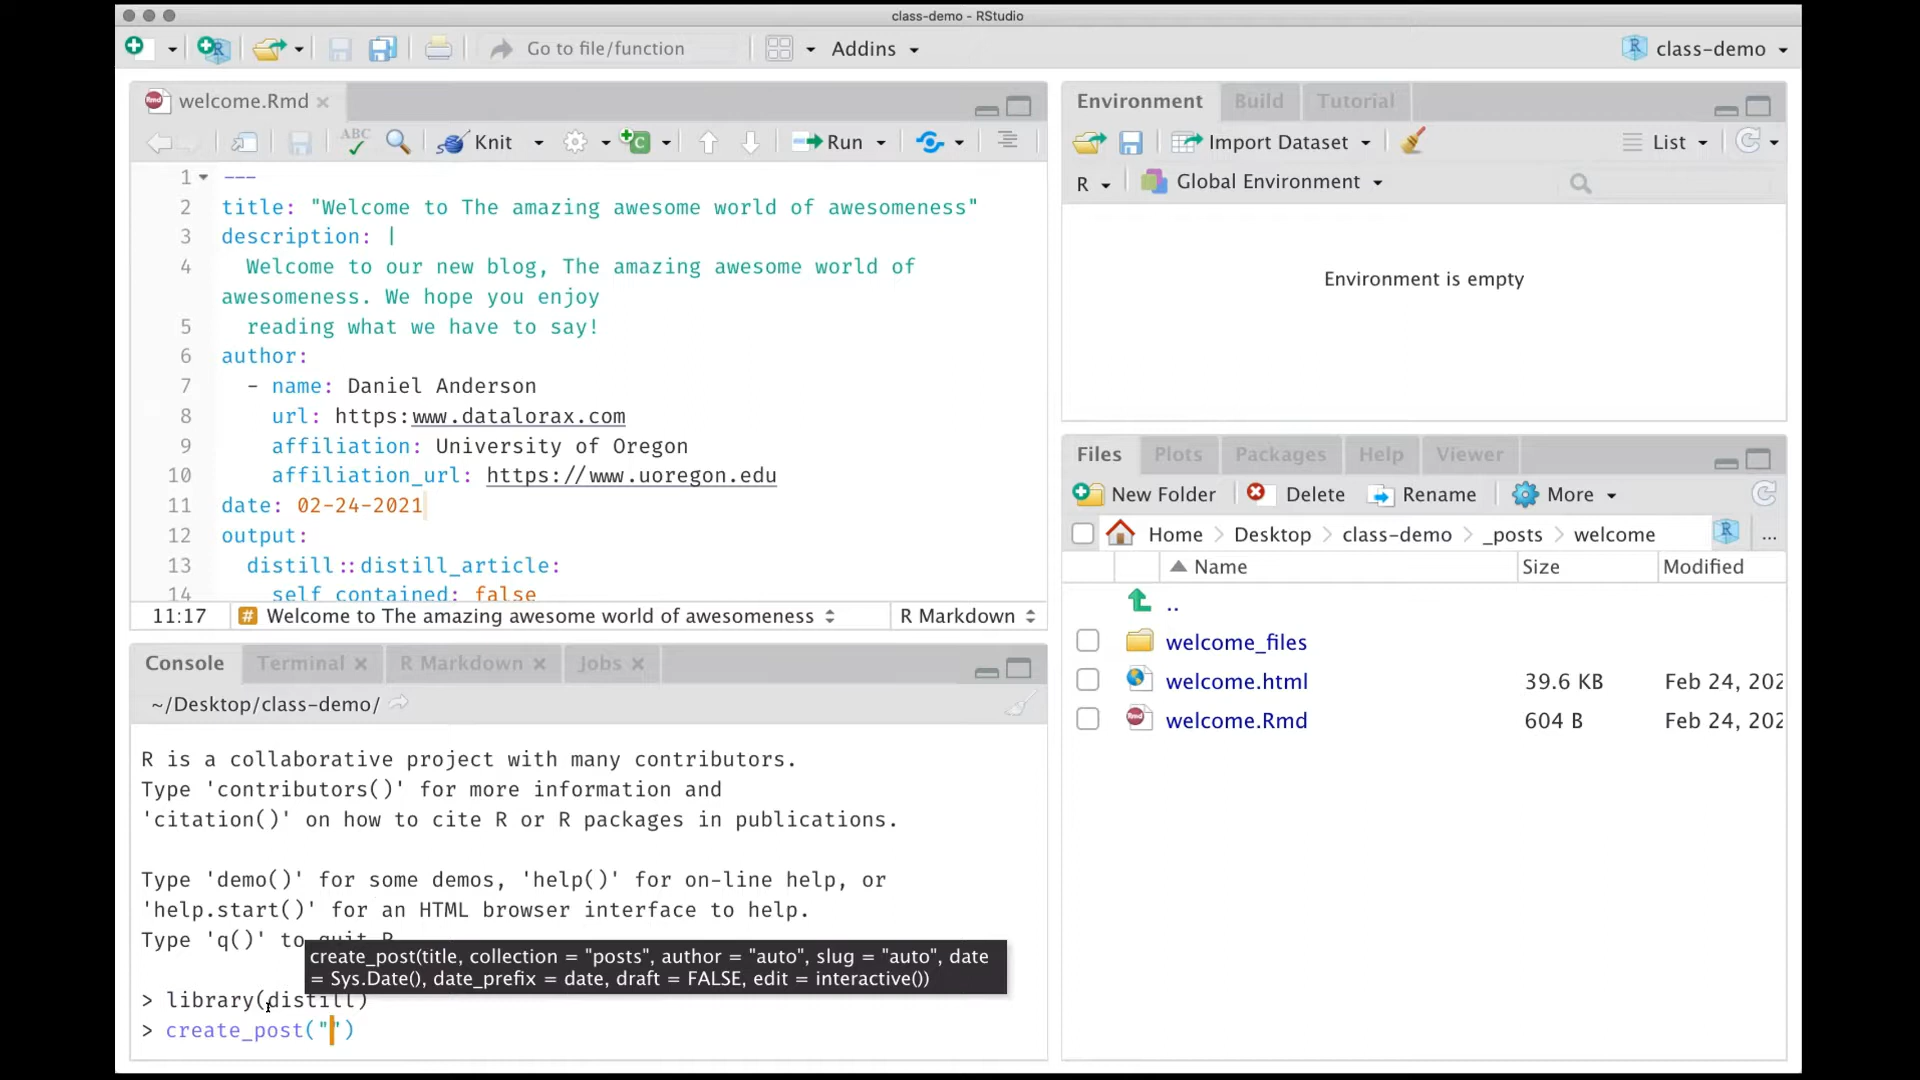 class-demo - RStudio
Go to file/function
Addins
class-demo
welcome.Rmd
ABC
Knit
Run
1 ---
2 title: "Welcome to The amazing awesome world of awesomeness"
3 description: |
4 Welcome to our new blog, The amazing awesome world of
awesomeness. We hope you enjoy
5 reading what we have to say!
6 author:
7 - name: Daniel Anderson
8 url: https:www.datalorax.com
9 affiliation: University of Oregon
10 affiliation_url: https://www.uoregon.edu
11 date: 02-24-2021
12 output:
13 distill::distill_article:
14 self_contained: false
11:17 # Welcome to The amazing awesome world of awesomeness R Markdown
Console Terminal R Markdown Jobs
~/Desktop/class-demo/
R is a collaborative project with many contributors.
Type 'contributors()' for more information and
'citation()' on how to cite R or R packages in publications.
Type 'demo()' for some demos, 'help()' for on-line help, or
'help.start()' for an HTML browser interface to help.
Type 'q()' to quit R
create_post(title, collection = "posts", author = "auto", slug = "auto", date
= Sys.Date(), date_prefix = date, draft = FALSE, edit = interactive())
> library(distill)
> create_post("")
Environment Build Tutorial
Import Dataset
List
R Global Environment
Environment is empty
Files Plots Packages Help Viewer
New Folder Delete Rename More
Home Desktop class-demo _posts welcome ...
Name Size Modified
..
welcome_files
welcome.html 39.6 KB Feb 24, 202
welcome.Rmd 604 B Feb 24, 202